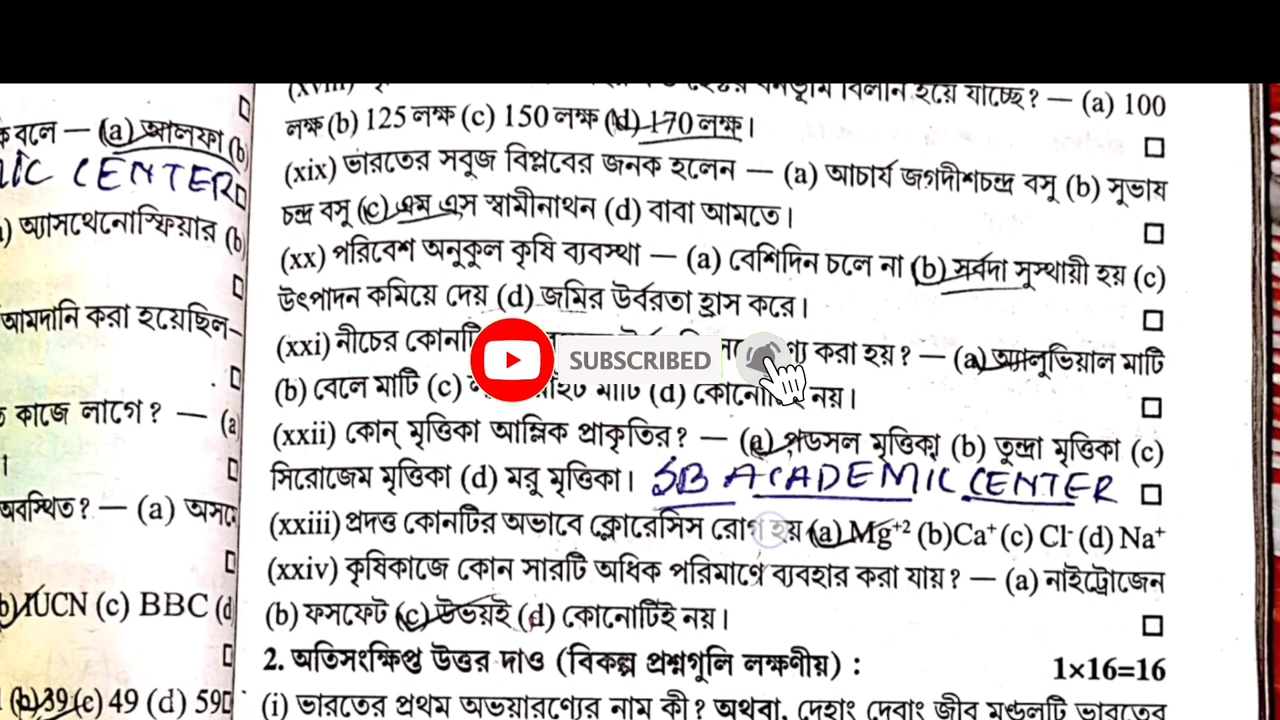 ক বলে — (a) আলফা (b)
IC CENTER
) অ্যাসথেনোস্ফিয়ার (b
আমদানি করা হয়েছিল–
কাজে লাগে? — (a)
।
অবস্থিত? — (a) অসমে
b) IUCN (c) BBC (d
(b) 39 (c) 49 (d) 59
(xviii) বনভূমি বিলীন হয়ে যাচ্ছে? — (a) 100
লক্ষ (b) 125 লক্ষ (c) 150 লক্ষ (d) 170 লক্ষ।
(xix) ভারতের সবুজ বিপ্লবের জনক হলেন — (a) আচার্য জগদীশচন্দ্র বসু (b) সুভাষ
চন্দ্র বসু (c) এম এস স্বামীনাথন (d) বাবা আমতে।
(xx) পরিবেশ অনুকুল কৃষি ব্যবস্থা — (a) বেশিদিন চলে না (b) সর্বদা সুস্থায়ী হয় (c)
উৎপাদন কমিয়ে দেয় (d) জমির উর্বরতা হ্রাস করে।
(xxi) নীচের কোনটি করা হয়? — (a) অ্যালুভিয়াল মাটি
SUBSCRIBED
(b) বেলে মাটি (c) মাটি (d) কোনোটিই নয়।
(xxii) কোন্ মৃত্তিকা আম্লিক প্রাকৃতির? — (a) পডসল মৃত্তিকা (b) তুন্দ্রা মৃত্তিকা (c)
সিরোজেম মৃত্তিকা (d) মরু মৃত্তিকা। SB ACADEMIC CENTER
(xxiii) প্রদত্ত কোনটির অভাবে ক্লোরেসিস রোগ হয় (a) Mg+2 (b)Ca+ (c) Cl- (d) Na+
(xxiv) কৃষিকাজে কোন সারটি অধিক পরিমাণে ব্যবহার করা যায়? — (a) নাইট্রোজেন
(b) ফসফেট (c) উভয়ই (d) কোনোটিই নয়।
2. অতিসংক্ষিপ্ত উত্তর দাও (বিকল্প প্রশ্নগুলি লক্ষণীয়) : 1×16=16
(i) ভারতের প্রথম অভয়ারণ্যের নাম কী? অথবা, দেহাং দেবাং জীব মণ্ডলটি ভারতের